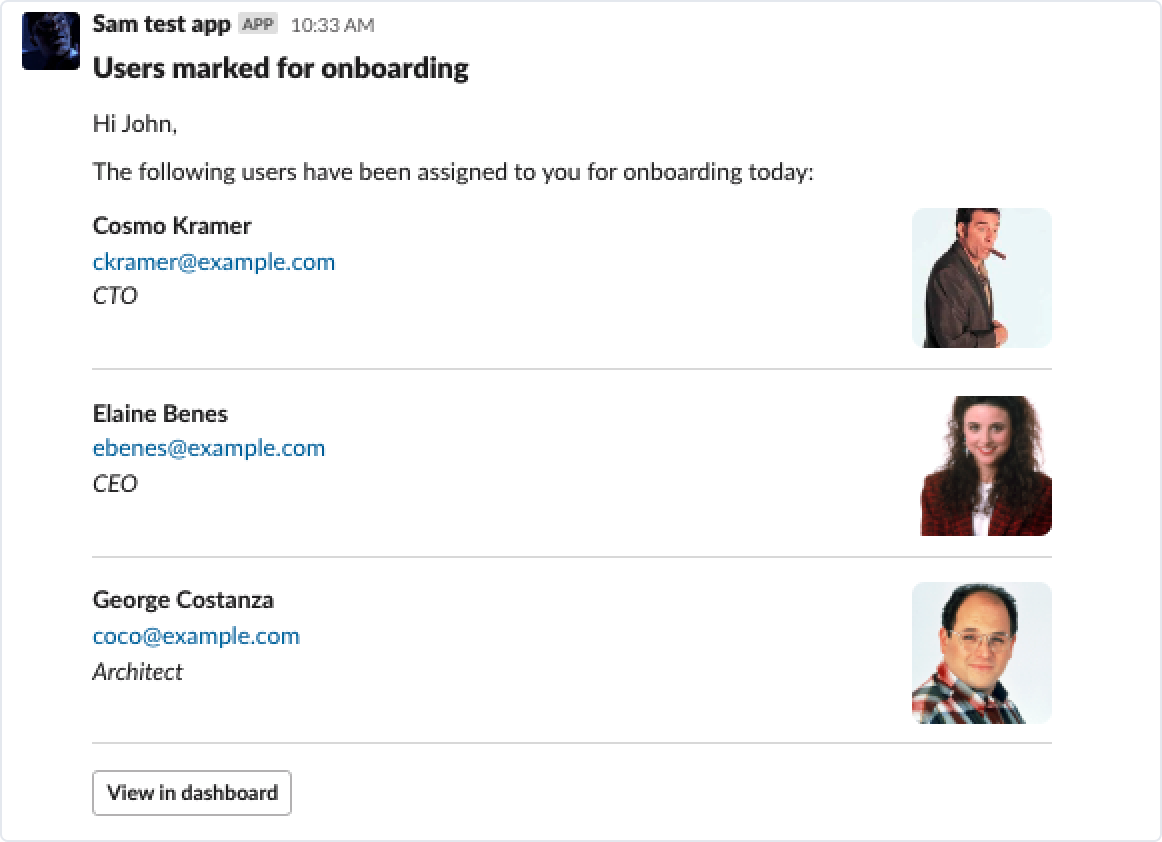 Sam test app APP 10:33 AM
Users marked for onboarding
Hi John,
The following users have been assigned to you for onboarding today:
Cosmo Kramer
ckramer@example.com
CTO
Elaine Benes
ebenes@example.com
CEO
George Costanza
coco@example.com
Architect
View in dashboard